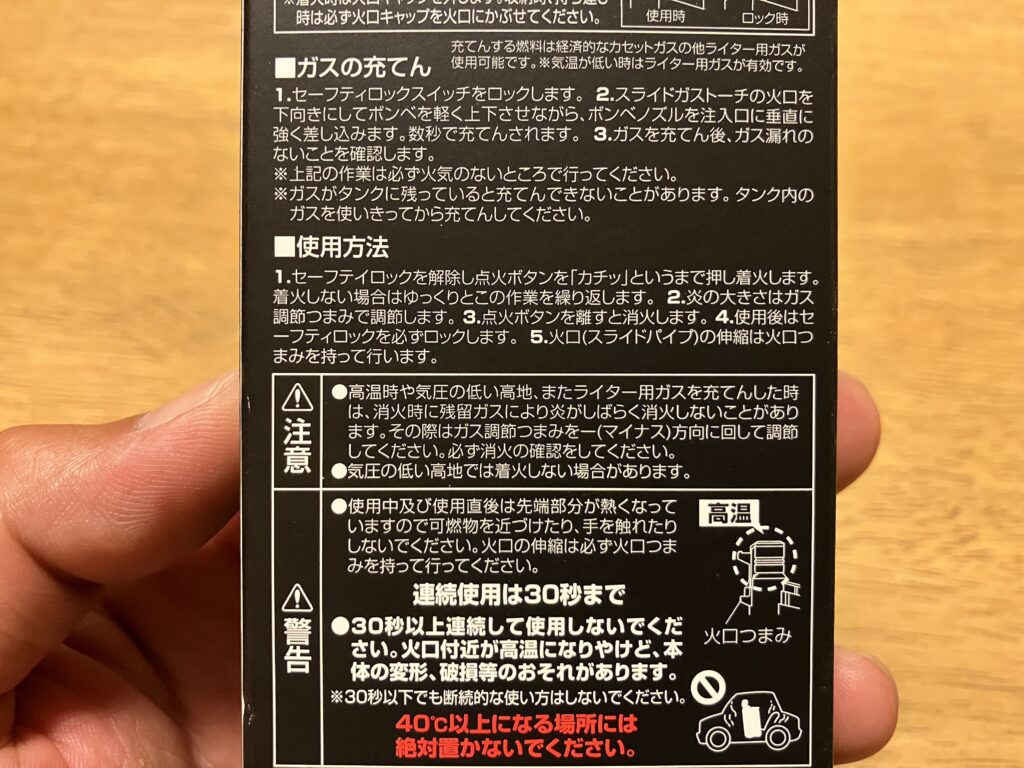 時は必ず火口キャップを火口にかぶせてください。
使用時
ロック時
■ガスの充てん
充てんする燃料は経済的なカセットガスの他ライター用ガスが
使用可能です。※気温が低い時はライター用ガスが有効です。
1.セーフティロックスイッチをロックします。 2.スライドガストーチの火口を
下向きにしてボンベを軽く上下させながら、ボンベノズルを注入口に垂直に
強く差し込みます。数秒で充てんされます。 3.ガスを充てん後、ガス漏れの
ないことを確認します。
※上記の作業は必ず火気のないところで行ってください。
※ガスがタンクに残っていると充てんできないことがあります。タンク内の
ガスを使いきってから充てんしてください。
■使用方法
1.セーフテイロックを解除し点火ボタンを「カチッ」というまで押し着火します。
着火しない場合はゆっくりとこの作業を繰り返します。 2.炎の大きさはガス
調節つまみで調節します。 3.点火ボタンを離すと消火します。 4.使用後はセ
ーフティロックを必ずロックします。 5.火口(スライドパイプ)の伸縮は火口つ
まみを持って行います。
注意
●高温時や気圧の低い高地、またライター用ガスを充てんした時
は、消火時に残留ガスにより炎がしばらく消火しないことがあり
ます。その際はガス調節つまみを−(マイナス)方向に回して調節
してください。必ず消火の確認をしてください。
●気圧の低い高地では着火しない場合があります。
警告
●使用中及び使用直後は先端部分が熱くなって
いますので可燃物を近づけたり、手を触れたり
しないでください。火口の伸縮は必ず火口つま
みを持って行ってください。
高温
火口つまみ
連続使用は30秒まで
●30秒以上連続して使用しないでくだ
さい。火口付近が高温になりやけど、本
体の変形、破損等のおそれがあります。
※30秒以下でも断続的な使い方はしないでください。
40℃以上になる場所には
絶対置かないでください。